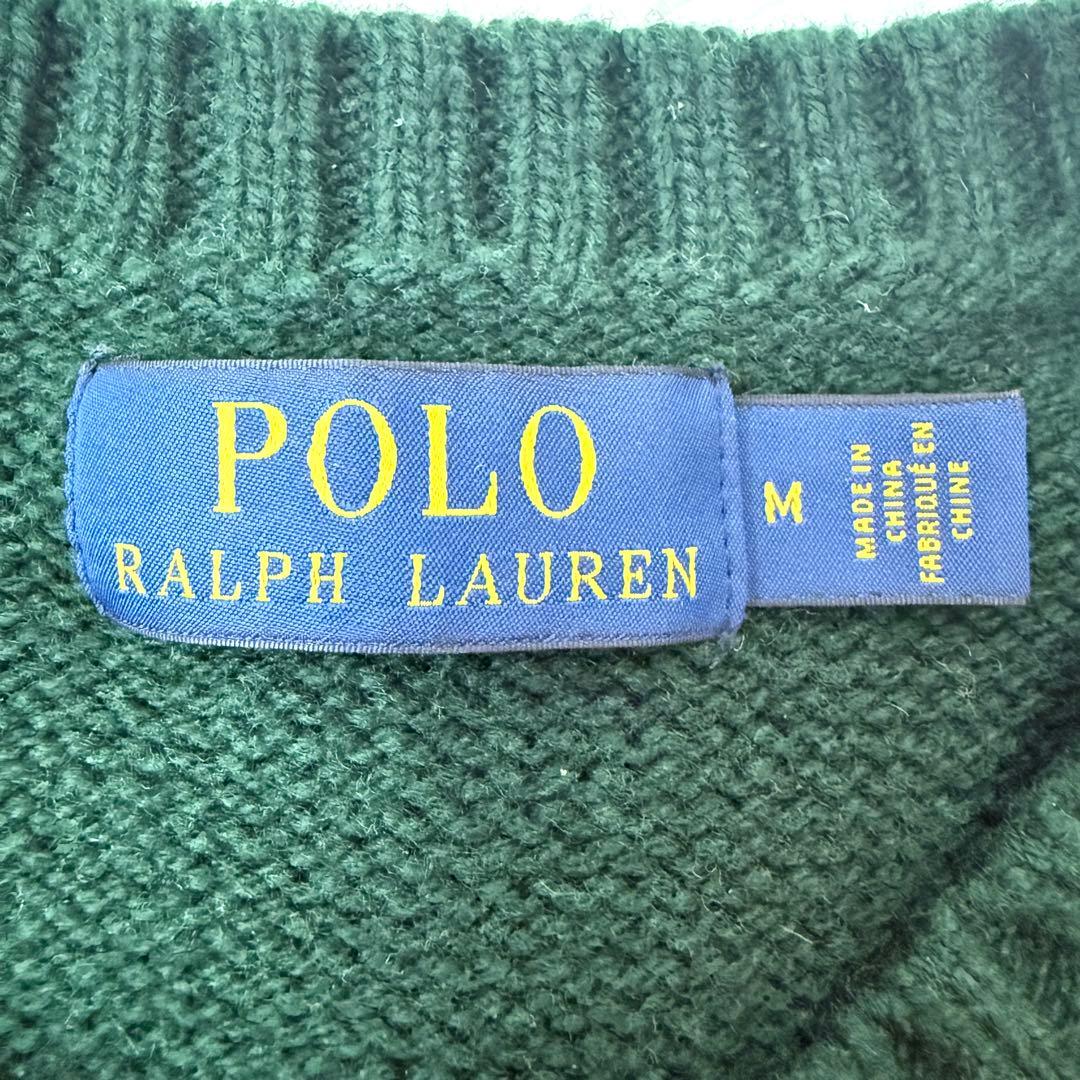 POLO
RALPH LAUREN
M
MADE IN
CHINA
FABRIQUÉ EN
CHINE